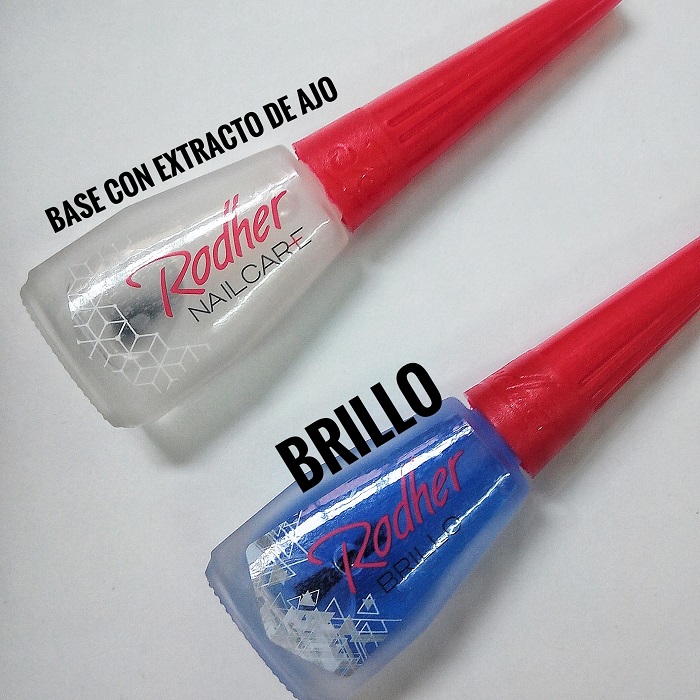 BASE CON EXTRACTO DE AJO
Rodher
NAILCARE
BRILLO
Rodher
BRILLO